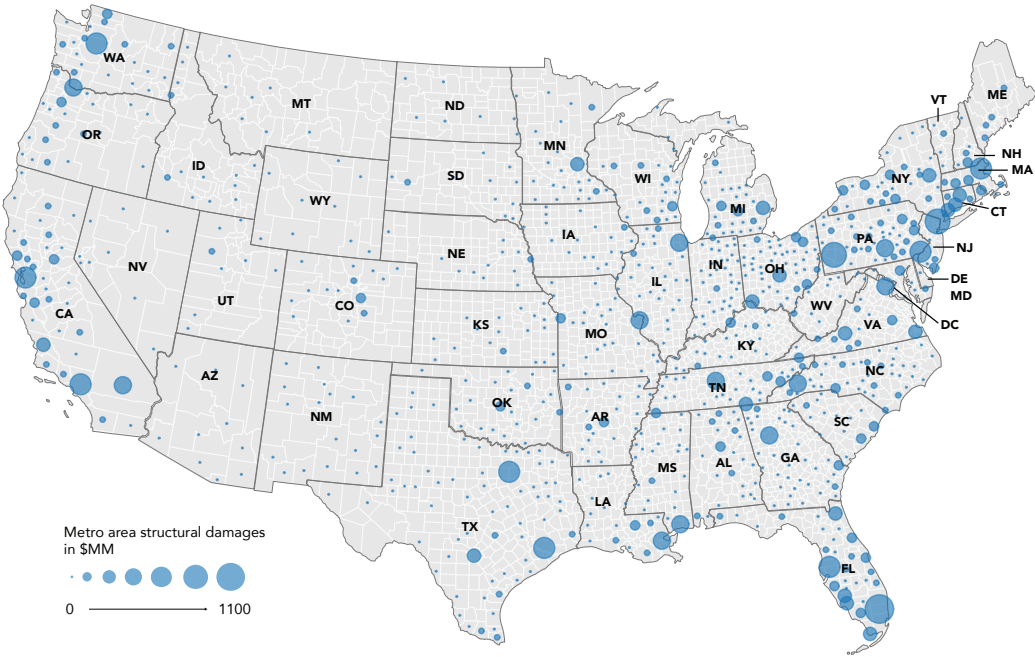 WA
MT
ND
VT
ME
OR
MN
NH
ID
SD
WI
NY
MA
WY
MI
CT
IA
PA
NE
NJ
NV
IL
IN
OH
DE
UT
CO
MD
CA
WV
DC
KS
MO
VA
KY
AZ
NC
TN
OK
NM
AR
SC
MS
AL
GA
LA
TX
Metro area structural damages
in $MM
FL
0 1100